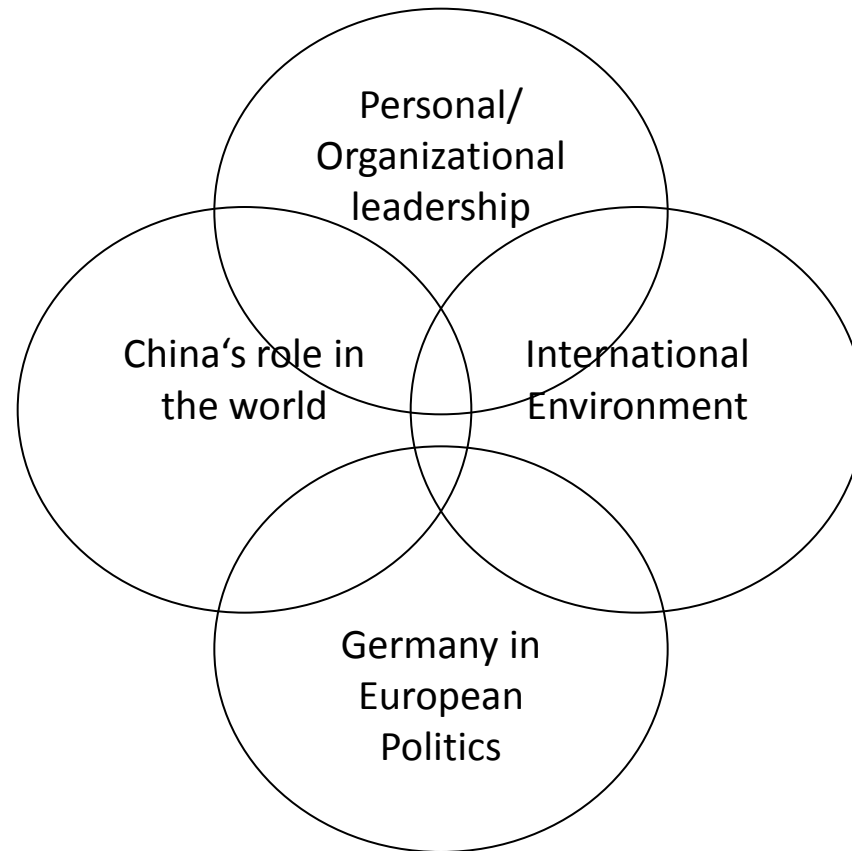 Personal/
Organizational
leadership
China‘s role in
the world
International
Environment
Germany in
European
Politics